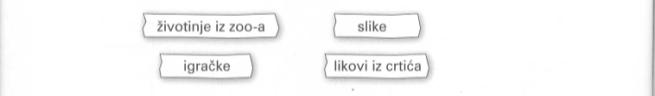 životinje iz zoo-a
slike
igračke
likovi iz crtića